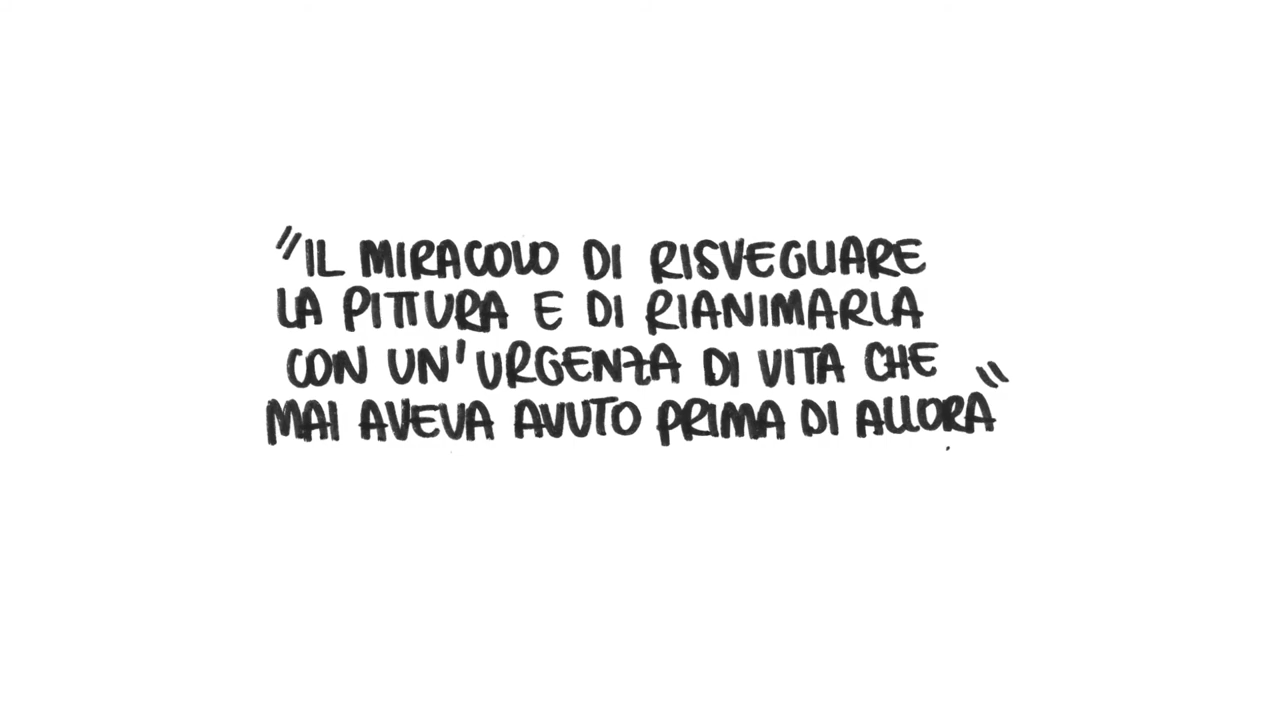 "IL MIRACOLO DI RISVEGLIARE
LA PITTURA E DI RIANIMARLA
CON UN'URGENZA DI VITA CHE
MAI AVEVA AVUTO PRIMA DI ALLORA"